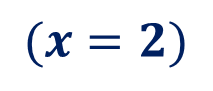 (x = 2)